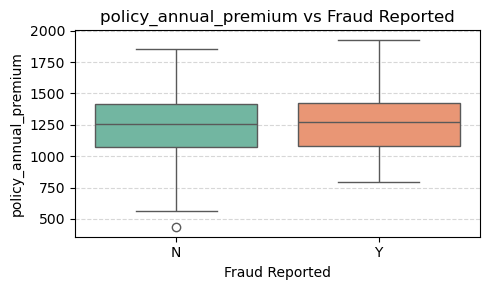 policy_annual_premium vs Fraud Reported
policy_annual_premium
2000
1750
1500
1250
1000
750
500
N
Y
Fraud Reported